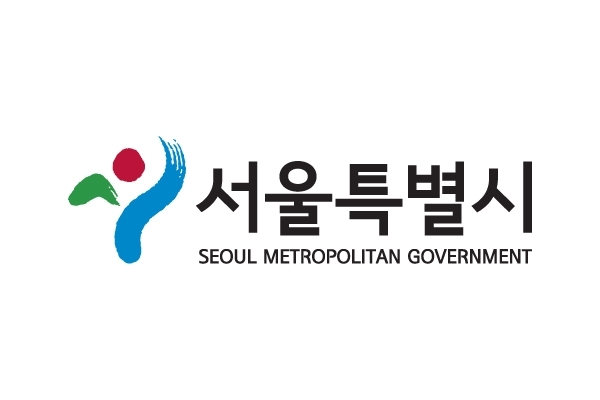 서울특별시
SEOUL METROPOLITAN GOVERNMENT